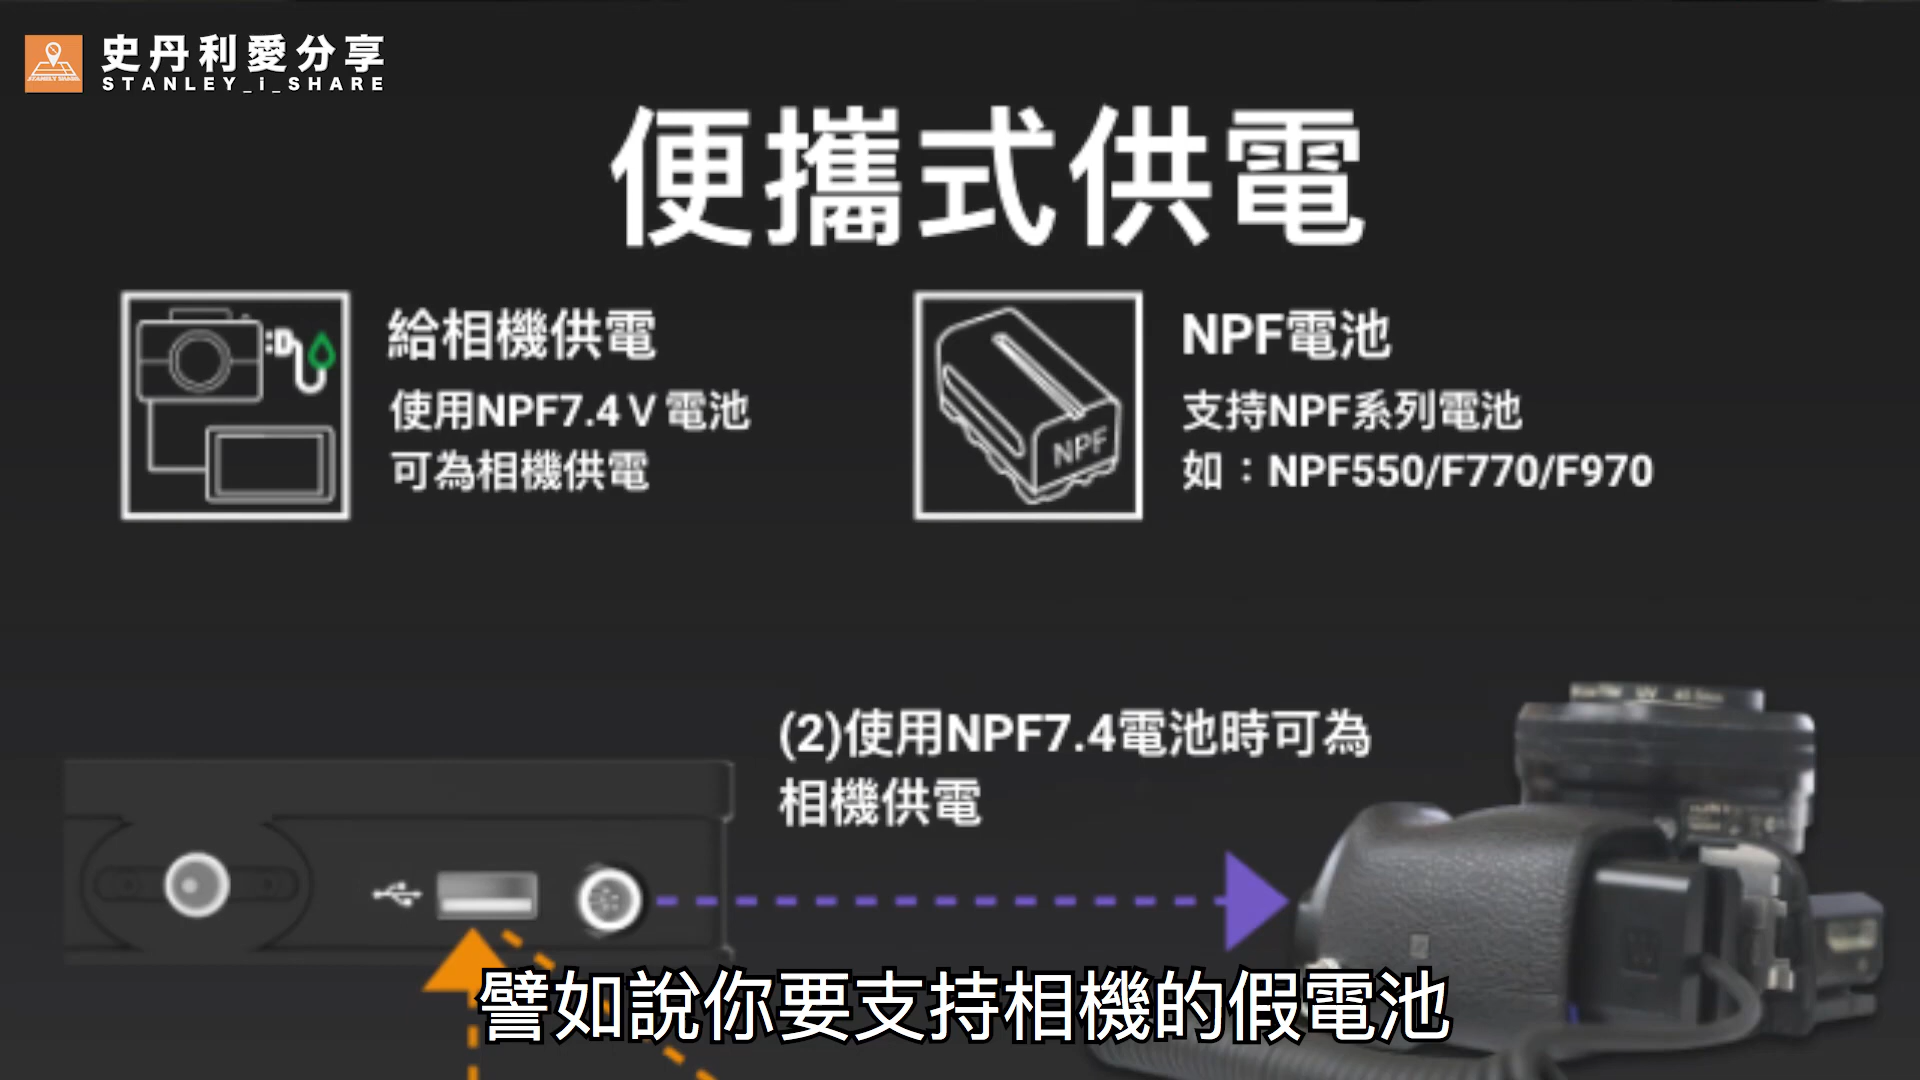 史丹利愛分享
STANLEY_i_SHARE
便攜式供電
給相機供電
使用NPF7.4V電池
可為相機供電
NPF
NPF電池
支持NPF系列電池
如：NPF550/F770/F970
(2)使用NPF7.4電池時可為
相機供電
譬如說你要支持相機的假電池